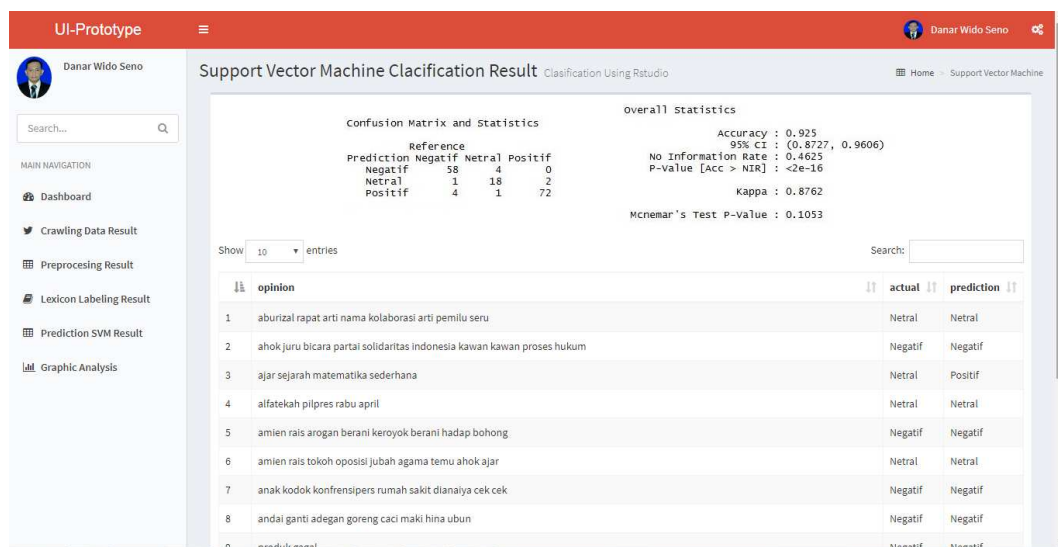 UI-Prototype
Danar Wido Seno
Danar Wido Seno
Search...
MAIN NAVIGATION
Dashboard
Crawling Data Result
Preprocesing Result
Lexicon Labeling Result
Prediction SVM Result
Graphic Analysis
Support Vector Machine Clacification Result Clasification Using Rstudio
Home > Support Vector Machine
Confusion Matrix and Statistics
Reference
Prediction Negatif Netral Positif
Negatif 58 4 0
Netral 1 18 2
Positif 4 1 72
Overall Statistics
Accuracy : 0.925
95% CI : (0.8727, 0.9606)
No Information Rate : 0.4625
P-Value [Acc > NIR] : <2e-16
Kappa : 0.8762
Mcnemar's Test P-Value : 0.1053
Show 10 entries
Search:
opinion actual prediction
1 aburizal rapat arti nama kolaborasi arti pemilu seru Netral Netral
2 ahok juru bicara partai solidaritas indonesia kawan kawan proses hukum Negatif Negatif
3 ajar sejarah matematika sederhana Netral Positif
4 alfatekah pilpres rabu april Netral Netral
5 amien rais arogan berani keroyok berani hadap bohong Negatif Negatif
6 amien rais tokoh oposisi jubah agama temu ahok ajar Netral Netral
7 anak kodok konfrensipers rumah sakit dianaiya cek cek Negatif Negatif
8 andai ganti adegan goreng caci maki hina ubun Negatif Negatif
9 produk gagal Negatif Negatif